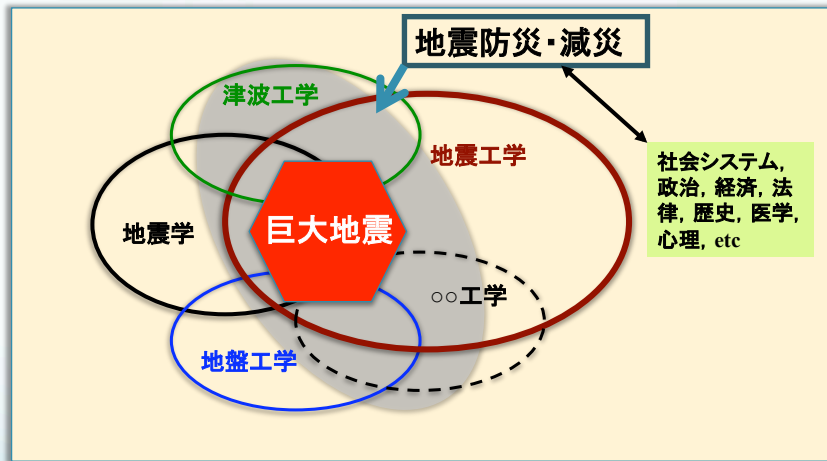 地震防災・減災
津波工学
地震工学
社会システム,
政治, 経済, 法
律, 歴史, 医学,
心理, etc
地震学
巨大地震
○○工学
地盤工学